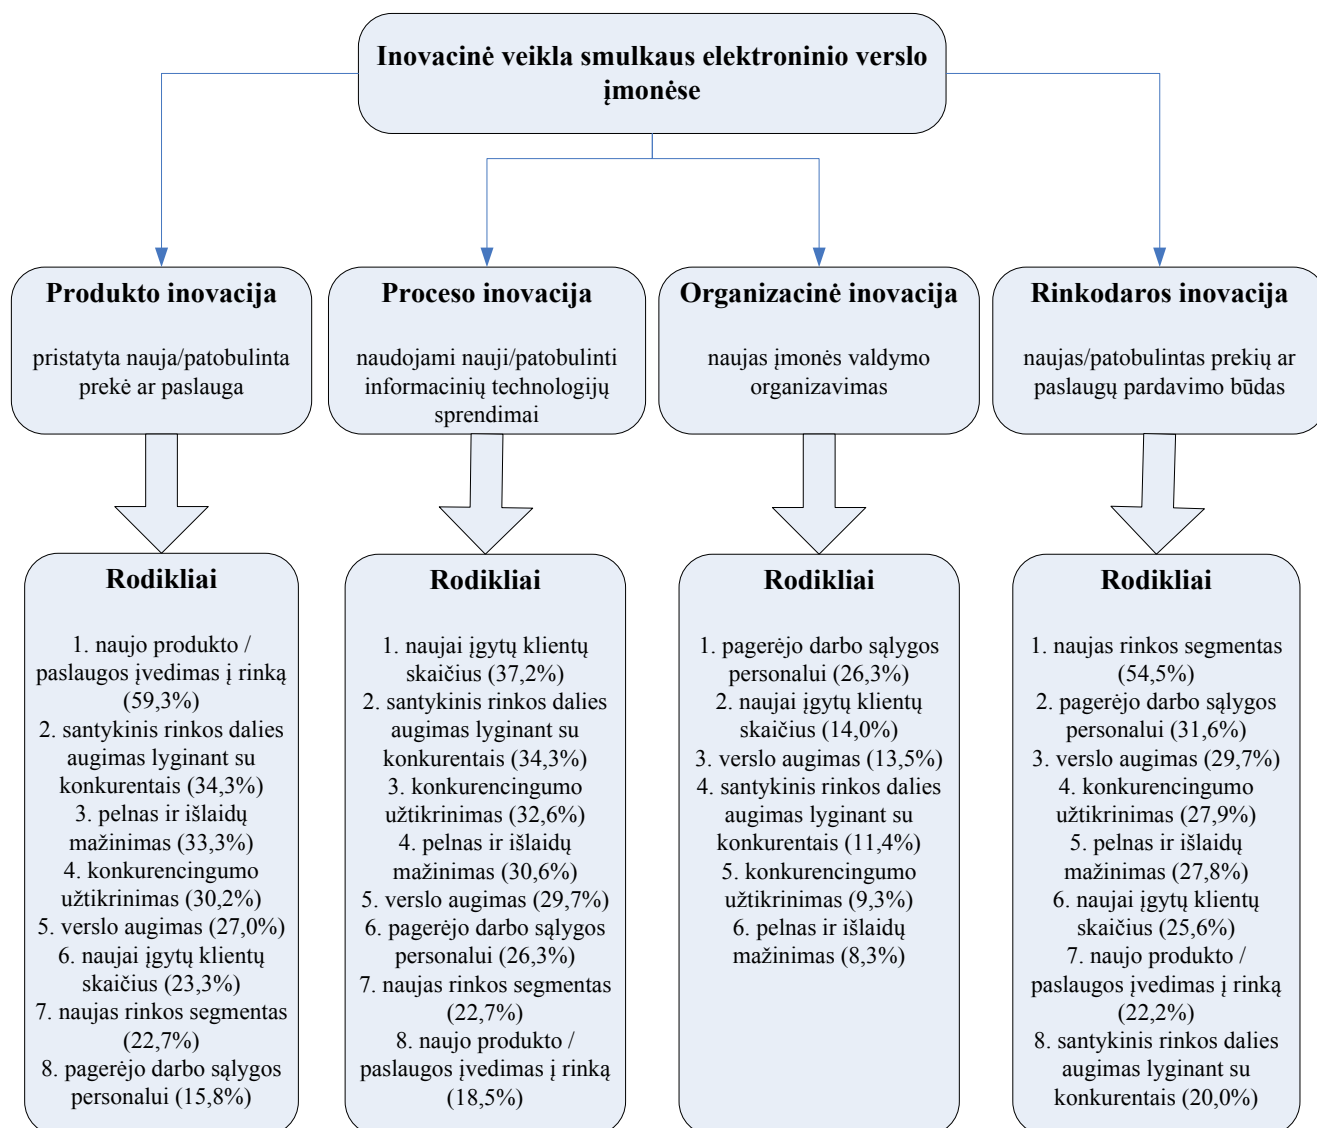 Inovacinė veikla smulkaus elektroninio verslo
įmonėse
Produkto inovacija
pristatyta nauja/patobulinta
prekė ar paslauga
Proceso inovacija
naudojami nauji/patobulinti
informacinių technologijų
sprendimai
Organizacinė inovacija
naujas įmonės valdymo
organizavimas
Rinkodaros inovacija
naujas/patobulintas prekių ar
paslaugų pardavimo būdas
Rodikliai
1. naujo produkto /
paslaugos įvedimas į rinką
(59,3%)
2. santykinis rinkos dalies
augimas lyginant su
konkurentais (34,3%)
3. pelnas ir išlaidų
mažinimas (33,3%)
4. konkurencingumo
užtikrinimas (30,2%)
5. verslo augimas (27,0%)
6. naujai įgytų klientų
skaičius (23,3%)
7. naujas rinkos segmentas
(22,7%)
8. pagerėjo darbo sąlygos
personalui (15,8%)
Rodikliai
1. naujai įgytų klientų
skaičius (37,2%)
2. santykinis rinkos dalies
augimas lyginant su
konkurentais (34,3%)
3. konkurencingumo
užtikrinimas (32,6%)
4. pelnas ir išlaidų
mažinimas (30,6%)
5. verslo augimas (29,7%)
6. pagerėjo darbo sąlygos
personalui (26,3%)
7. naujas rinkos segmentas
(22,7%)
8. naujo produkto /
paslaugos įvedimas į rinką
(18,5%)
Rodikliai
1. pagerėjo darbo sąlygos
personalui (26,3%)
2. naujai įgytų klientų
skaičius (14,0%)
3. verslo augimas (13,5%)
4. santykinis rinkos dalies
augimas lyginant su
konkurentais (11,4%)
5. konkurencingumo
užtikrinimas (9,3%)
6. pelnas ir išlaidų
mažinimas (8,3%)
Rodikliai
1. naujas rinkos segmentas
(54,5%)
2. pagerėjo darbo sąlygos
personalui (31,6%)
3. verslo augimas (29,7%)
4. konkurencingumo
užtikrinimas (27,9%)
5. pelnas ir išlaidų
mažinimas (27,8%)
6. naujai įgytų klientų
skaičius (25,6%)
7. naujo produkto /
paslaugos įvedimas į rinką
(22,2%)
8. santykinis rinkos dalies
augimas lyginant su
konkurentais (20,0%)